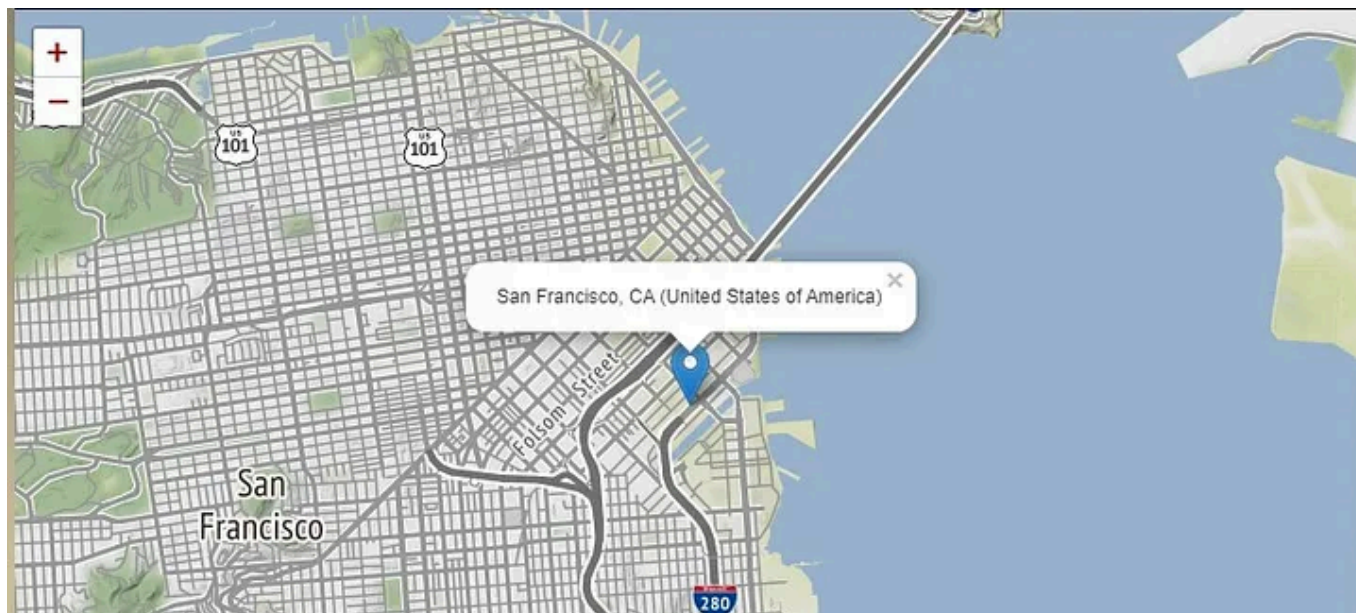 +
−
US
101
US
101
San Francisco, CA (United States of America)
×
Folsom Street
San
Francisco
280